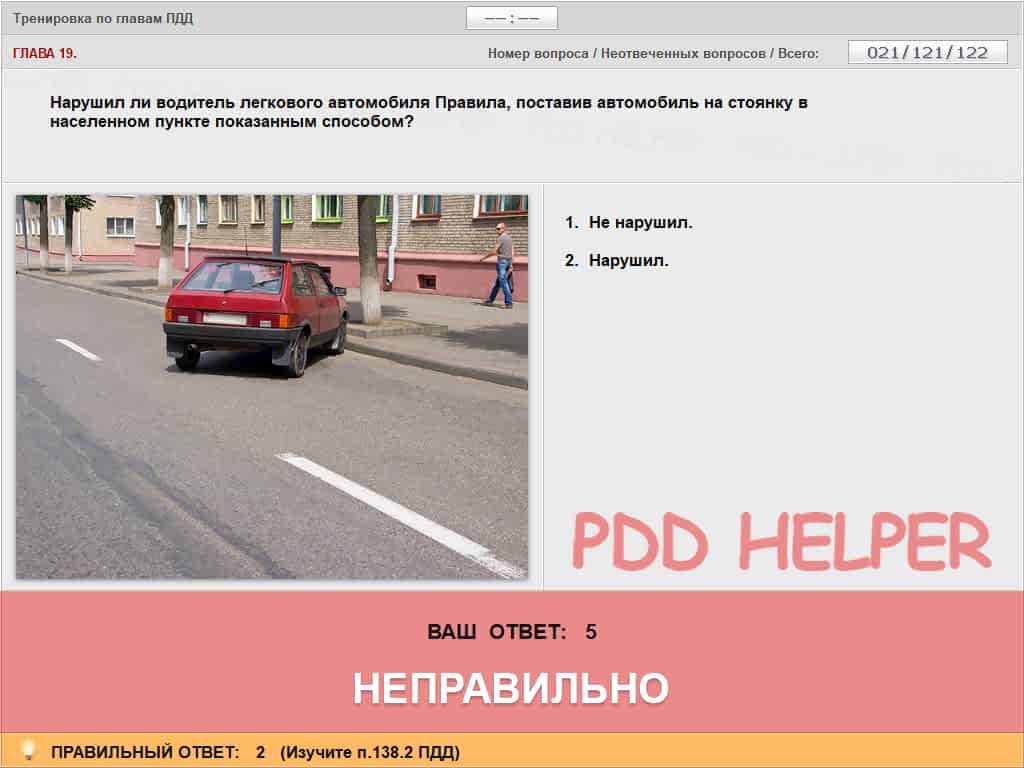 Тренировка по главам ПДД
—— : ——
ГЛАВА 19.
Номер вопроса / Неотвеченных вопросов / Всего:
021/121/122
Нарушил ли водитель легкового автомобиля Правила, поставив автомобиль на стоянку в
населенном пункте показанным способом?
1. Не нарушил.
2. Нарушил.
PDD HELPER
ВАШ ОТВЕТ: 5
НЕПРАВИЛЬНО
ПРАВИЛЬНЫЙ ОТВЕТ: 2 (Изучите п.138.2 ПДД)